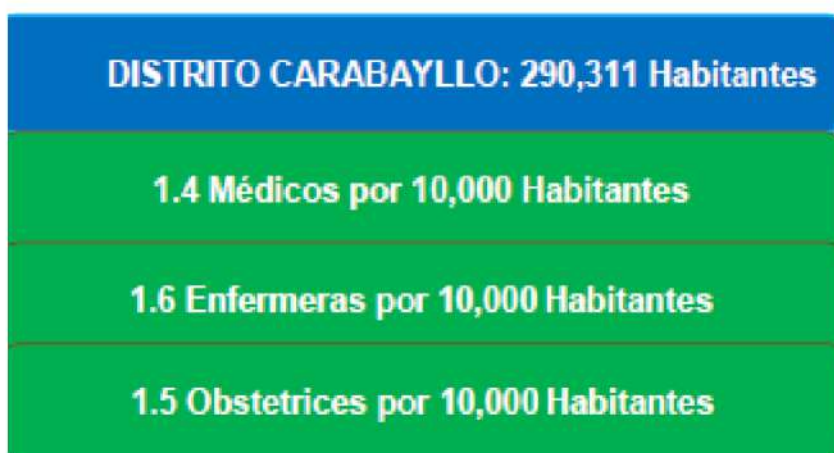 DISTRITO CARABAYLLO: 290,311 Habitantes
1.4 Médicos por 10,000 Habitantes
1.6 Enfermeras por 10,000 Habitantes
1.5 Obstetrices por 10,000 Habitantes